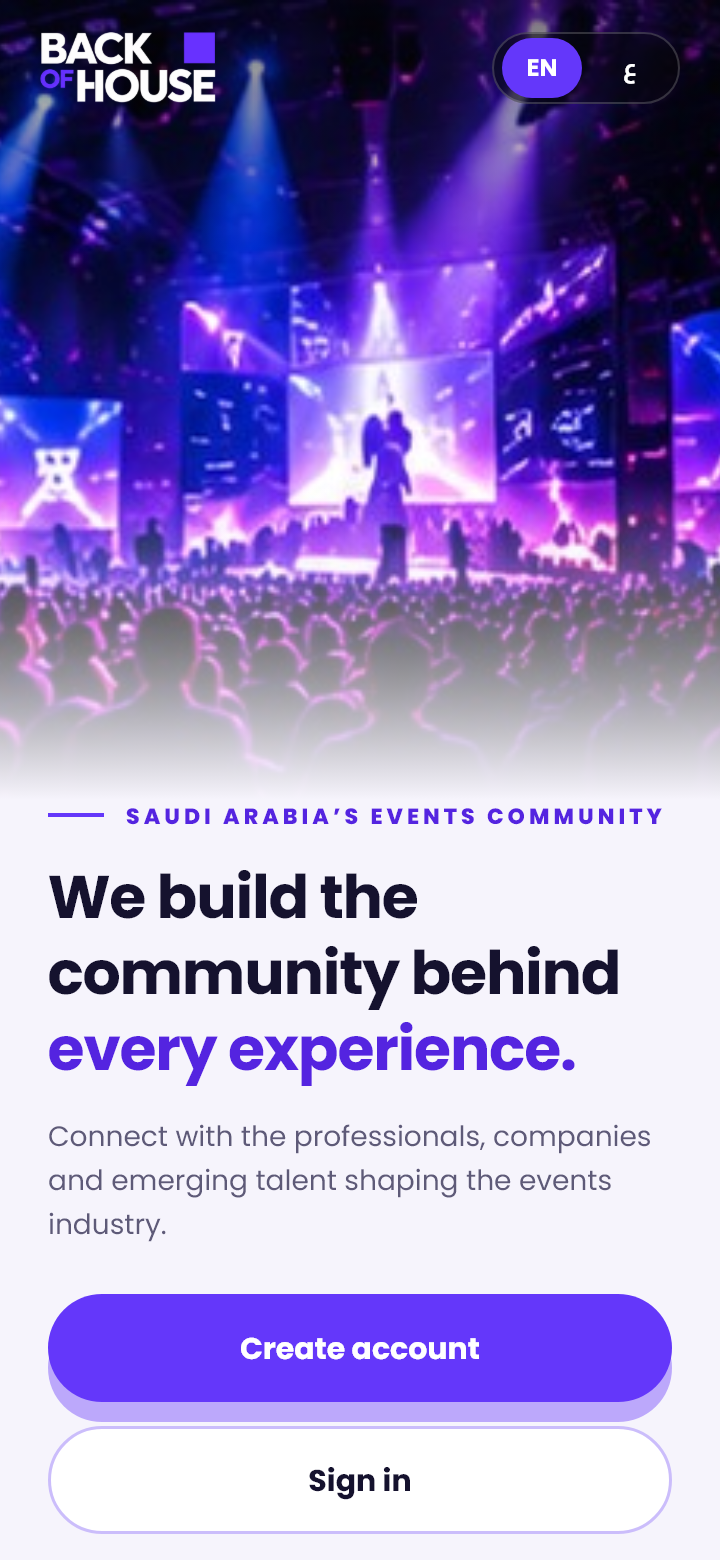 BACK
OF HOUSE
EN
ع
SAUDI ARABIA’S EVENTS COMMUNITY
We build the
community behind
every experience.
Connect with the professionals, companies
and emerging talent shaping the events
industry.
Create account
Sign in